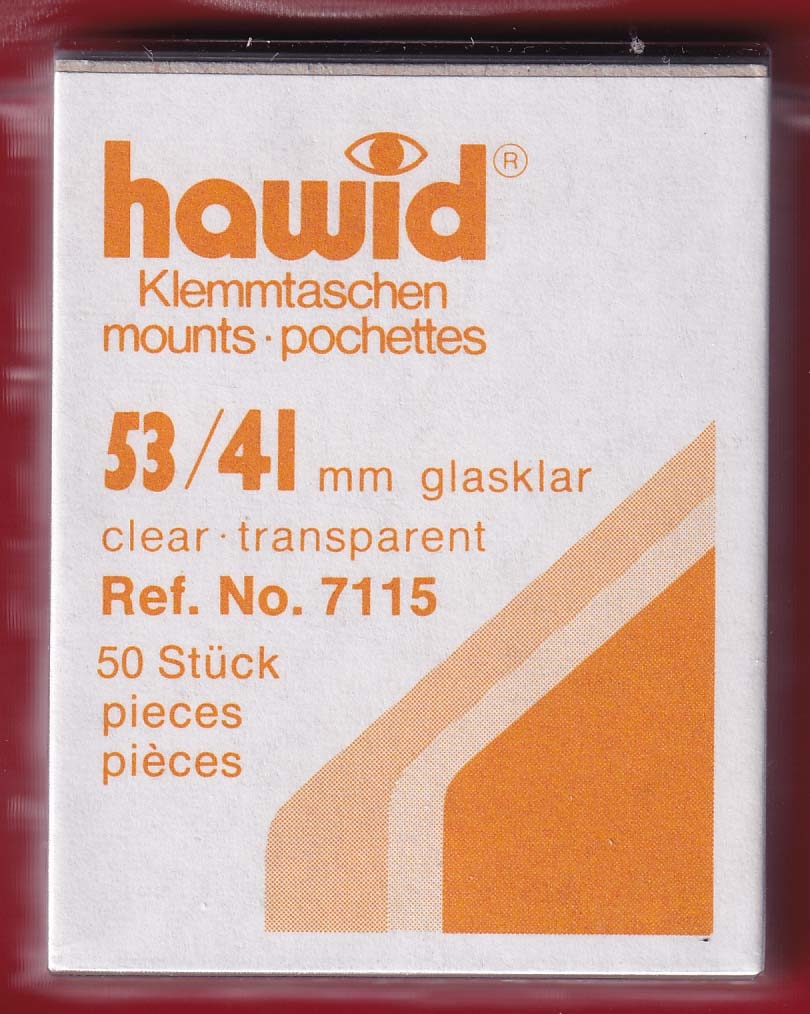 hawid®
Klemmtaschen
mounts · pochettes
53/41 mm glasklar
clear · transparent
Ref. No. 7115
50 Stück
pieces
pièces